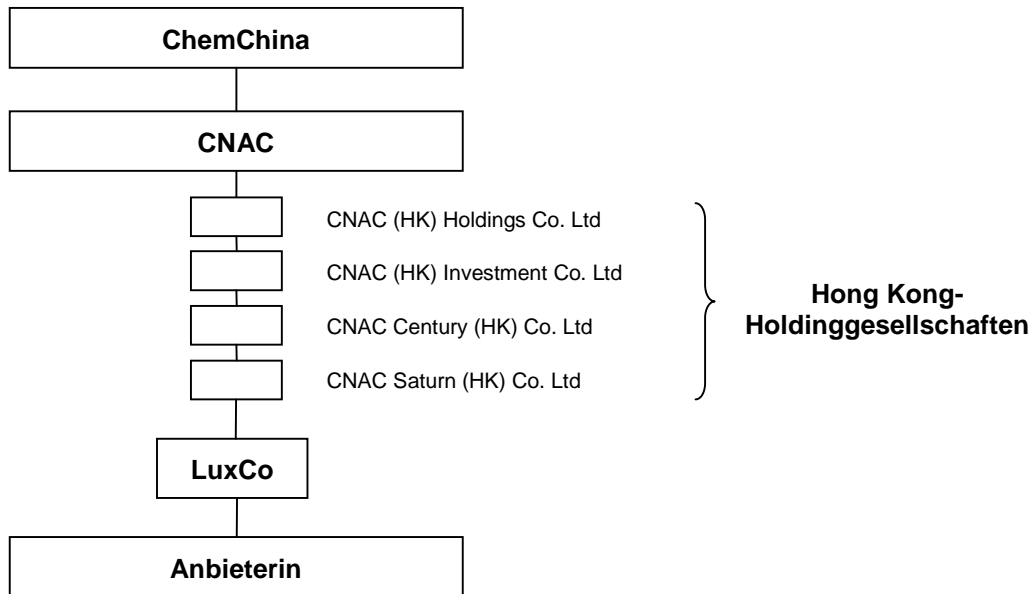 ChemChina
CNAC
CNAC (HK) Holdings Co. Ltd
CNAC (HK) Investment Co. Ltd
CNAC Century (HK) Co. Ltd
CNAC Saturn (HK) Co. Ltd
Hong Kong-
Holdinggesellschaften
LuxCo
Anbieterin